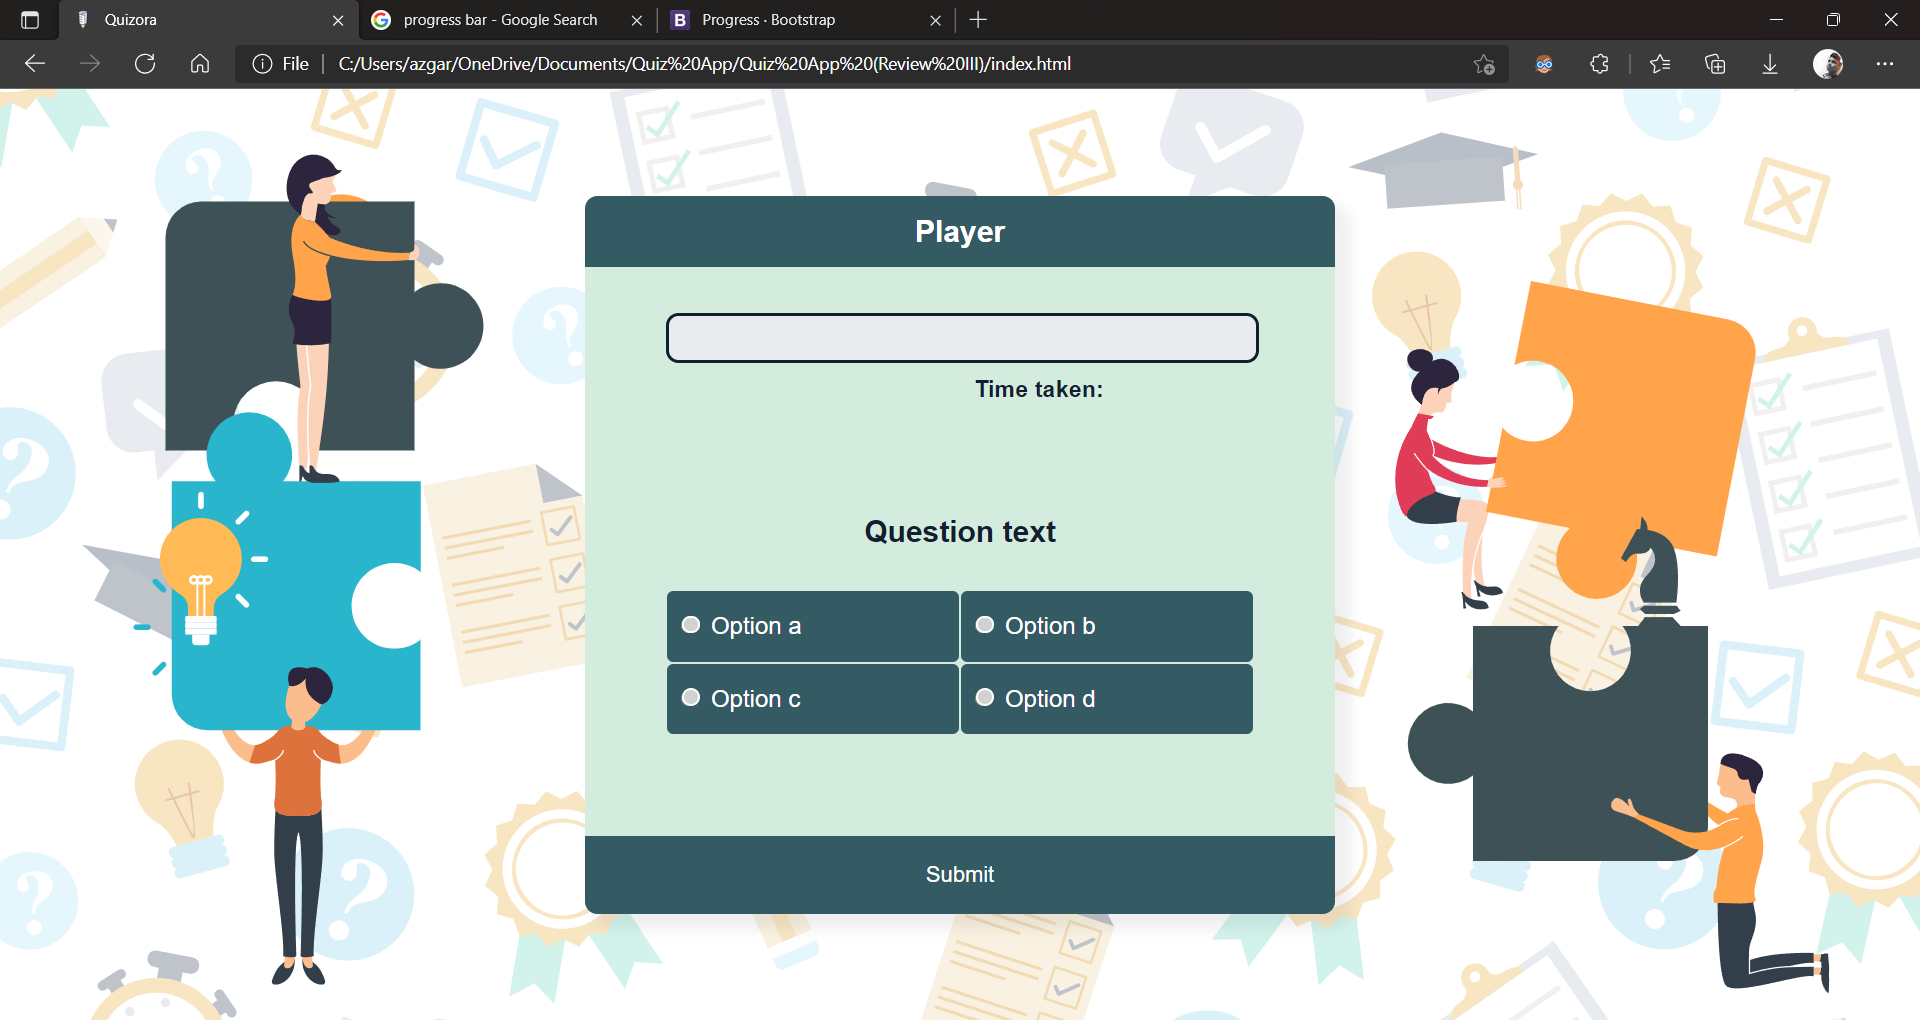 Quizora
progress bar - Google Search
B Progress · Bootstrap
File
C:/Users/azgar/OneDrive/Documents/Quiz%20App/Quiz%20App%20(Review%20III)/index.html
Player
Time taken:
Question text
Option a
Option b
Option c
Option d
Submit